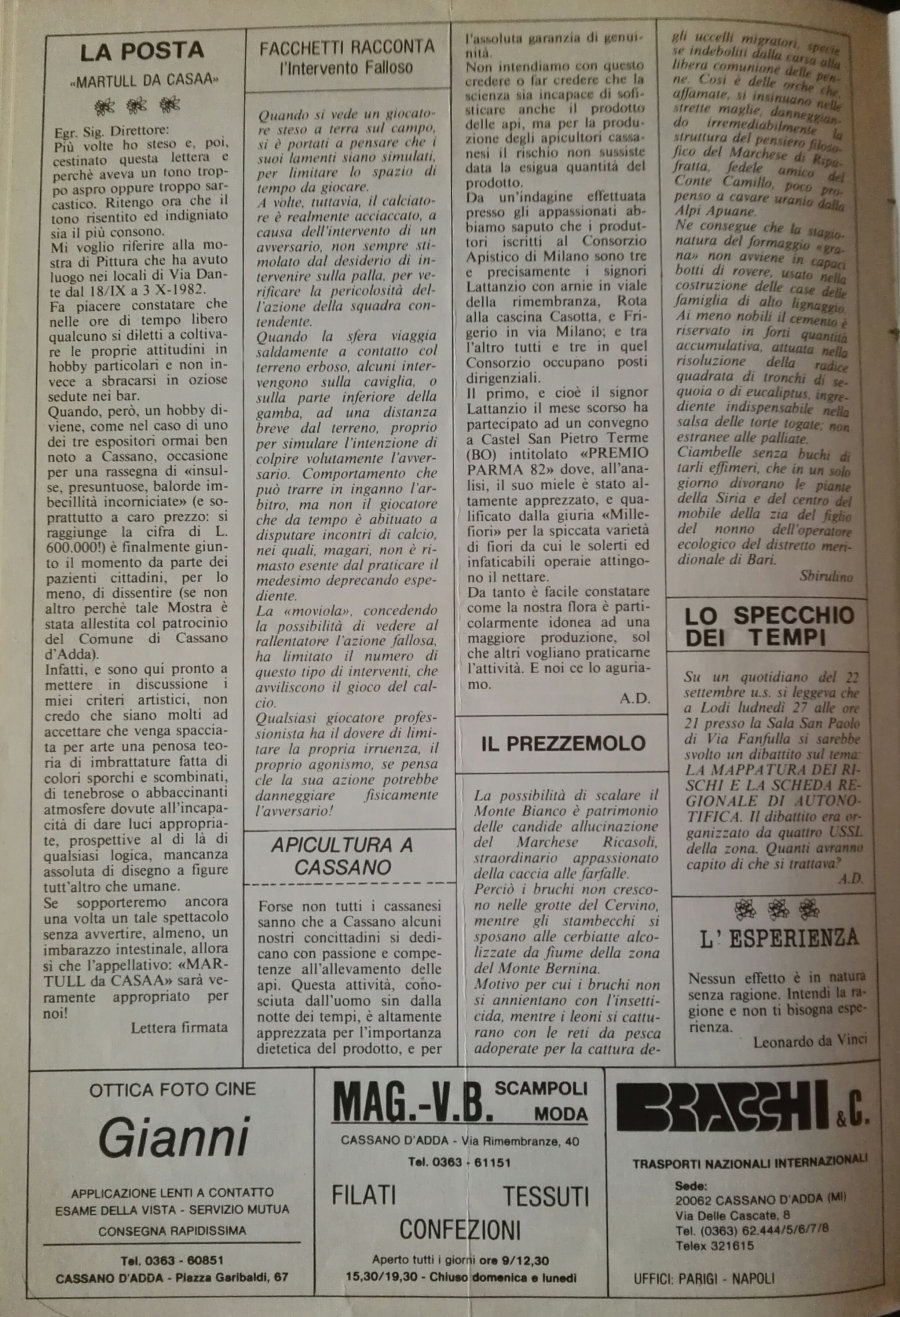 LA POSTA
«MARTULL DA CASAA»
Egr. Sig. Direttore:
Più volte ho steso e, poi,
cestinato questa lettera e
perchè aveva un tono trop-
po aspro oppure troppo sar-
castico. Ritengo ora che il
tono risentito ed indigniato
sia il più consono.
Mi voglio riferire alla mo-
stra di Pittura che ha avuto
luogo nei locali di Via Dan-
te dal 18/IX a 3 X-1982.
Fa piacere constatare che
nelle ore di tempo libero
qualcuno si diletti a coltiva-
re le proprie attitudini in
hobby particolari e non in-
vece a sbracarsi in oziose
sedute nei bar.
Quando, però, un hobby di-
viene, come nel caso di uno
dei tre espositori ormai ben
noto a Cassano, occasione
per una rassegna di «insul-
se, presuntuose, balorde im-
becillità incorniciate» (e so-
prattutto a caro prezzo: si
raggiunge la cifra di L.
600.000!) è finalmente giun-
to il momento da parte dei
pazienti cittadini, per lo
meno, di dissentire (se non
altro perchè tale Mostra è
stata allestita col patrocinio
del Comune di Cassano
d'Adda).
Infatti, e sono qui pronto a
mettere in discussione i
miei criteri artistici, non
credo che siano molti ad
accettare che venga spaccia-
ta per arte una penosa teo-
ria di imbrattature fatta di
colori sporchi e scombinati,
di tenebrose o abbaccinanti
atmosfere dovute all'incapa-
cità di dare luci appropria-
te, prospettive al di là di
qualsiasi logica, mancanza
assoluta di disegno a figure
tutt'altro che umane.
Se sopporteremo ancora
una volta un tale spettacolo
senza avvertire, almeno, un
imbarazzo intestinale, allora
sì che l'appellativo: «MAR-
TULL da CASAA» sarà ve-
ramente appropriato per
noi!
Lettera firmata
FACCHETTI RACCONTA
l'Intervento Falloso
Quando si vede un giocato-
re steso a terra sul campo,
si è portati a pensare che i
suoi lamenti siano simulati,
per limitare lo spazio di
tempo da giocare.
A volte, tuttavia, il calciato-
re è realmente acciaccato, a
causa dell'intervento di un
avversario, non sempre sti-
molato dal desiderio di in-
tervenire sulla palla, per ve-
rificare la pericolosità del-
l'azione della squadra con-
tendente.
Quando la sfera viaggia
saldamente a contatto col
terreno erboso, alcuni inter-
vengono sulla caviglia, o
sulla parte inferiore della
gamba, ad una distanza
breve dal terreno, proprio
per simulare l'intenzione di
colpire volutamente l'avver-
sario. Comportamento che
può trarre in inganno l'ar-
bitro, ma non il giocatore
che da tempo è abituato a
disputare incontri di calcio,
nei quali, magari, non è ri-
masto esente dal praticare il
medesimo deprecando espe-
diente.
La «moviola», concedendo
la possibilità di vedere al
rallentatore l'azione fallosa,
ha limitato il numero di
questo tipo di interventi, che
avviliscono il gioco del cal-
cio.
Qualsiasi giocatore profes-
sionista ha il dovere di limi-
tare la propria irruenza, il
proprio agonismo, se pensa
cle la sua azione potrebbe
danneggiare fisicamente
l'avversario!
APICULTURA A
CASSANO
Forse non tutti i cassanesi
sanno che a Cassano alcuni
nostri concittadini si dedi-
cano con passione e compe-
tenze all'allevamento delle
api. Questa attività, cono-
sciuta dall'uomo sin dalla
notte dei tempi, è altamente
apprezzata per l'importanza
dietetica del prodotto, e per
l'assoluta garanzia di genui-
nità.
Non intendiamo con questo
credere o far credere che la
scienza sia incapace di sofi-
sticare anche il prodotto
delle api, ma per la produ-
zione degli apicultori cassa-
nesi il rischio non sussiste
data la esigua quantità del
prodotto.
Da un'indagine effettuata
presso gli appassionati ab-
biamo saputo che i produt-
tori iscritti al Consorzio
Apistico di Milano sono tre
e precisamente i signori
Lattanzio con arnie in viale
della rimembranza, Rota
alla cascina Casotta, e Fri-
gerio in via Milano; e tra
l'altro tutti e tre in quel
Consorzio occupano posti
dirigenziali.
Il primo, e cioè il signor
Lattanzio il mese scorso ha
partecipato ad un convegno
a Castel San Pietro Terme
(BO) intitolato «PREMIO
PARMA 82» dove, all'ana-
lisi, il suo miele è stato al-
tamente apprezzato, e qua-
lificato dalla giuria «Mille-
fiori» per la spiccata varietà
di fiori da cui le solerti ed
infaticabili operaie attingo-
no il nettare.
Da tanto è facile constatare
come la nostra flora è parti-
colarmente idonea ad una
maggiore produzione, sol
che altri vogliano praticarne
l'attività. E noi ce lo aguria-
mo.
A.D.
IL PREZZEMOLO
La possibilità di scalare il
Monte Bianco è patrimonio
delle candide allucinazione
del Marchese Ricasoli,
straordinario appassionato
della caccia alle farfalle.
Perciò i bruchi non cresco-
no nelle grotte del Cervino,
mentre gli stambecchi si
sposano alle cerbiatte alco-
lizzate da fiume della zona
del Monte Bernina.
Motivo per cui i bruchi non
si annientano con l'insetti-
cida, mentre i leoni si cattu-
rano con le reti da pesca
adoperate per la cattura de-
gli uccelli migratori, specie
se indeboliti dalla corsa alla
libera comunione delle pen-
ne. Così è delle orche che,
affamate, si insinuano nelle
strette maglie, danneggian-
do irremediabilmente la
struttura del pensiero filoso-
fico del Marchese di Ripa-
fratta, fedele amico del
Conte Camillo, poco pro-
penso a cavare uranio dalla
Alpi Apuane.
Ne consegue che la stagio-
natura del formaggio «gra-
na» non avviene in capaci
botti di rovere, usato nella
costruzione delle case delle
famiglia di alto lignaggio.
Ai meno nobili il cemento è
riservato in forti quantità
accumulativa, attuata nella
risoluzione della radice
quadrata di tronchi di se-
quoia o di eucaliptus, ingre-
diente indispensabile nella
salsa delle torte togate; non
estranee alle palliate.
Ciambelle senza buchi di
tarli effimeri, che in un solo
giorno divorano le piante
della Siria e del centro del
mobile della zia del figlio
del nonno dell'operatore
ecologico del distretto meri-
dionale di Bari.
Sbirulino
LO SPECCHIO
DEI TEMPI
Su un quotidiano del 22
settembre u.s. si leggeva che
a Lodi ludnedì 27 alle ore
21 presso la Sala San Paolo
di Via Fanfulla si sarebbe
svolto un dibattito sul tema:
LA MAPPATURA DEI RI-
SCHI E LA SCHEDA RE-
GIONALE DI AUTONO-
TIFICA. Il dibattito era or-
ganizzato da quattro USSL
della zona. Quanti avranno
capito di che si trattava?
A.D.
L'ESPERIENZA
Nessun effetto è in natura
senza ragione. Intendi la ra-
gione e non ti bisogna espe-
rienza.
Leonardo da Vinci
OTTICA FOTO CINE
Gianni
APPLICAZIONE LENTI A CONTATTO
ESAME DELLA VISTA - SERVIZIO MUTUA
CONSEGNA RAPIDISSIMA
Tel. 0363 - 60851
CASSANO D'ADDA - Piazza Garibaldi, 67
MAG.-V.B. SCAMPOLI
MODA
CASSANO D'ADDA - Via Rimembranze, 40
Tel. 0363 - 61151
FILATI TESSUTI
CONFEZIONI
Aperto tutti i giorni ore 9/12,30
15,30/19,30 - Chiuso domenica e lunedì
BRACCHI & C.
TRASPORTI NAZIONALI INTERNAZIONALI
Sede:
20062 CASSANO D'ADDA (MI)
Via Delle Cascate, 8
Tel. (0363) 62.444/5/6/7/8
Telex 321615
UFFICI: PARIGI - NAPOLI